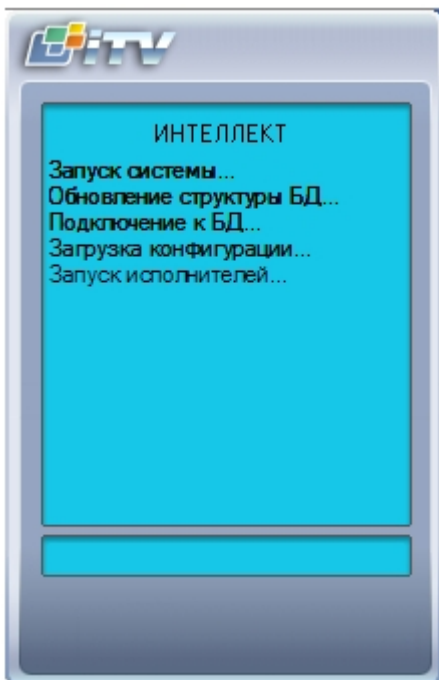 iTV
ИНТЕЛЛЕКТ
Запуск системы...
Обновление структуры БД...
Подключение к БД...
Загрузка конфигурации...
Запуск исполнителей...